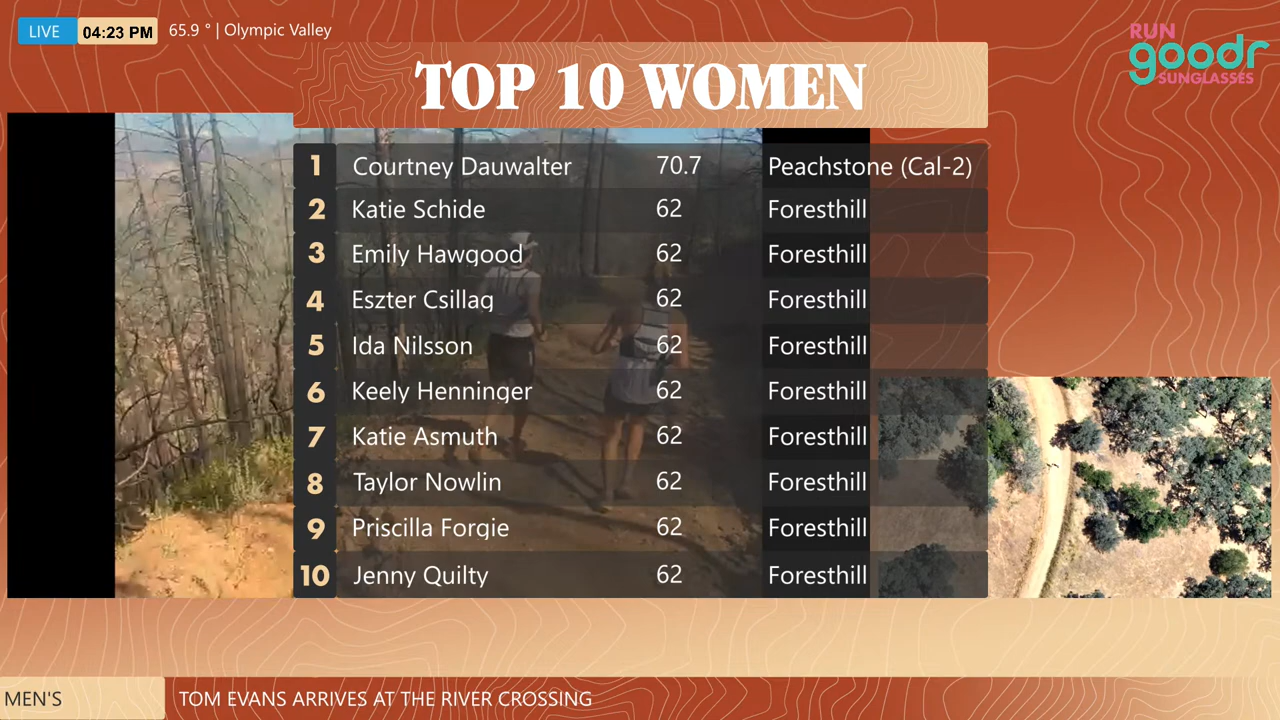 LIVE 04:23 PM 65.9 ° | Olympic Valley
RUN
goodr
SUNGLASSES
TOP 10 WOMEN
1 Courtney Dauwalter 70.7 Peachstone (Cal-2)
2 Katie Schide 62 Foresthill
3 Emily Hawgood 62 Foresthill
4 Eszter Csillag 62 Foresthill
5 Ida Nilsson 62 Foresthill
6 Keely Henninger 62 Foresthill
7 Katie Asmuth 62 Foresthill
8 Taylor Nowlin 62 Foresthill
9 Priscilla Forgie 62 Foresthill
10 Jenny Quilty 62 Foresthill
MEN'S TOM EVANS ARRIVES AT THE RIVER CROSSING